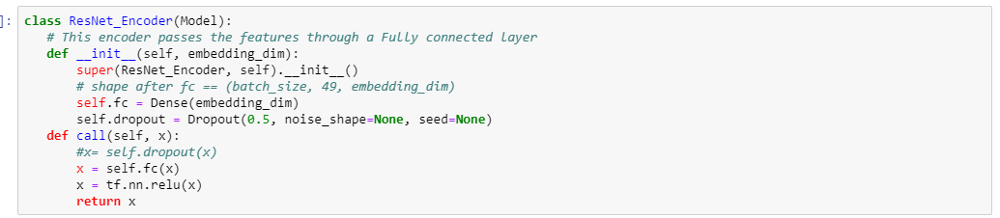 ]: class ResNet_Encoder(Model):
# This encoder passes the features through a Fully connected layer
def __init__(self, embedding_dim):
super(ResNet_Encoder, self).__init__()
# shape after fc == (batch_size, 49, embedding_dim)
self.fc = Dense(embedding_dim)
self.dropout = Dropout(0.5, noise_shape=None, seed=None)
def call(self, x):
#x= self.dropout(x)
x = self.fc(x)
x = tf.nn.relu(x)
return x